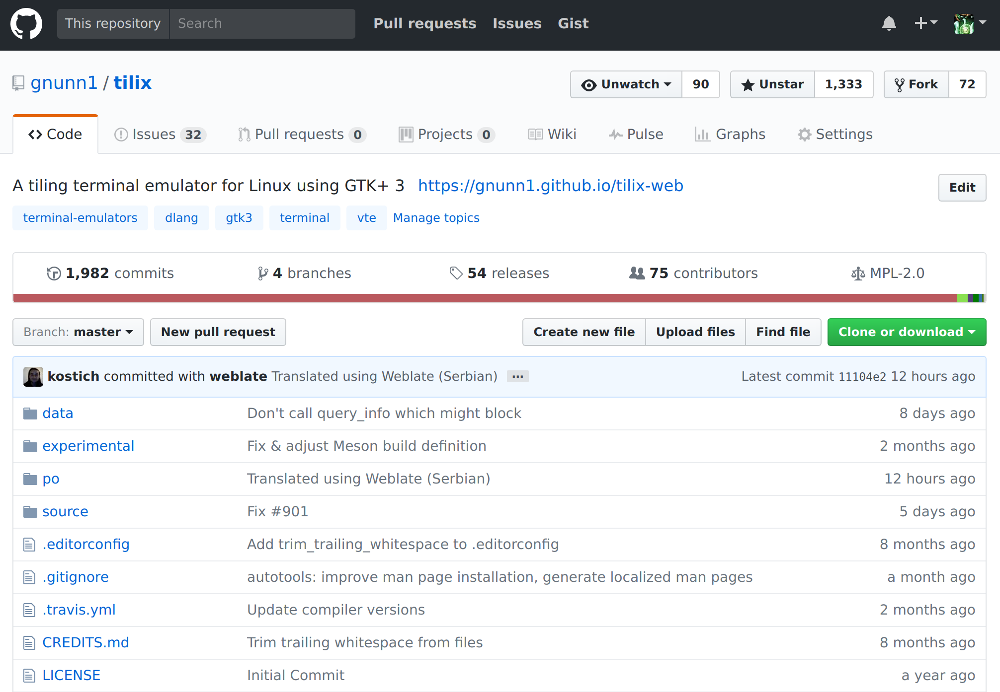 This repository Search Pull requests Issues Gist
gnunn1 / tilix Unwatch 90 Unstar 1,333 Fork 72
Code Issues 32 Pull requests 0 Projects 0 Wiki Pulse Graphs Settings
A tiling terminal emulator for Linux using GTK+ 3 https://gnunn1.github.io/tilix-web Edit
terminal-emulators dlang gtk3 terminal vte Manage topics
1,982 commits 4 branches 54 releases 75 contributors MPL-2.0
Branch: master New pull request Create new file Upload files Find file Clone or download
kostich committed with weblate Translated using Weblate (Serbian) ... Latest commit 11104e2 12 hours ago
data Don't call query_info which might block 8 days ago
experimental Fix & adjust Meson build definition 2 months ago
po Translated using Weblate (Serbian) 12 hours ago
source Fix #901 5 days ago
.editorconfig Add trim_trailing_whitespace to .editorconfig 8 months ago
.gitignore autotools: improve man page installation, generate localized man pages a month ago
.travis.yml Update compiler versions 2 months ago
CREDITS.md Trim trailing whitespace from files 8 months ago
LICENSE Initial Commit a year ago